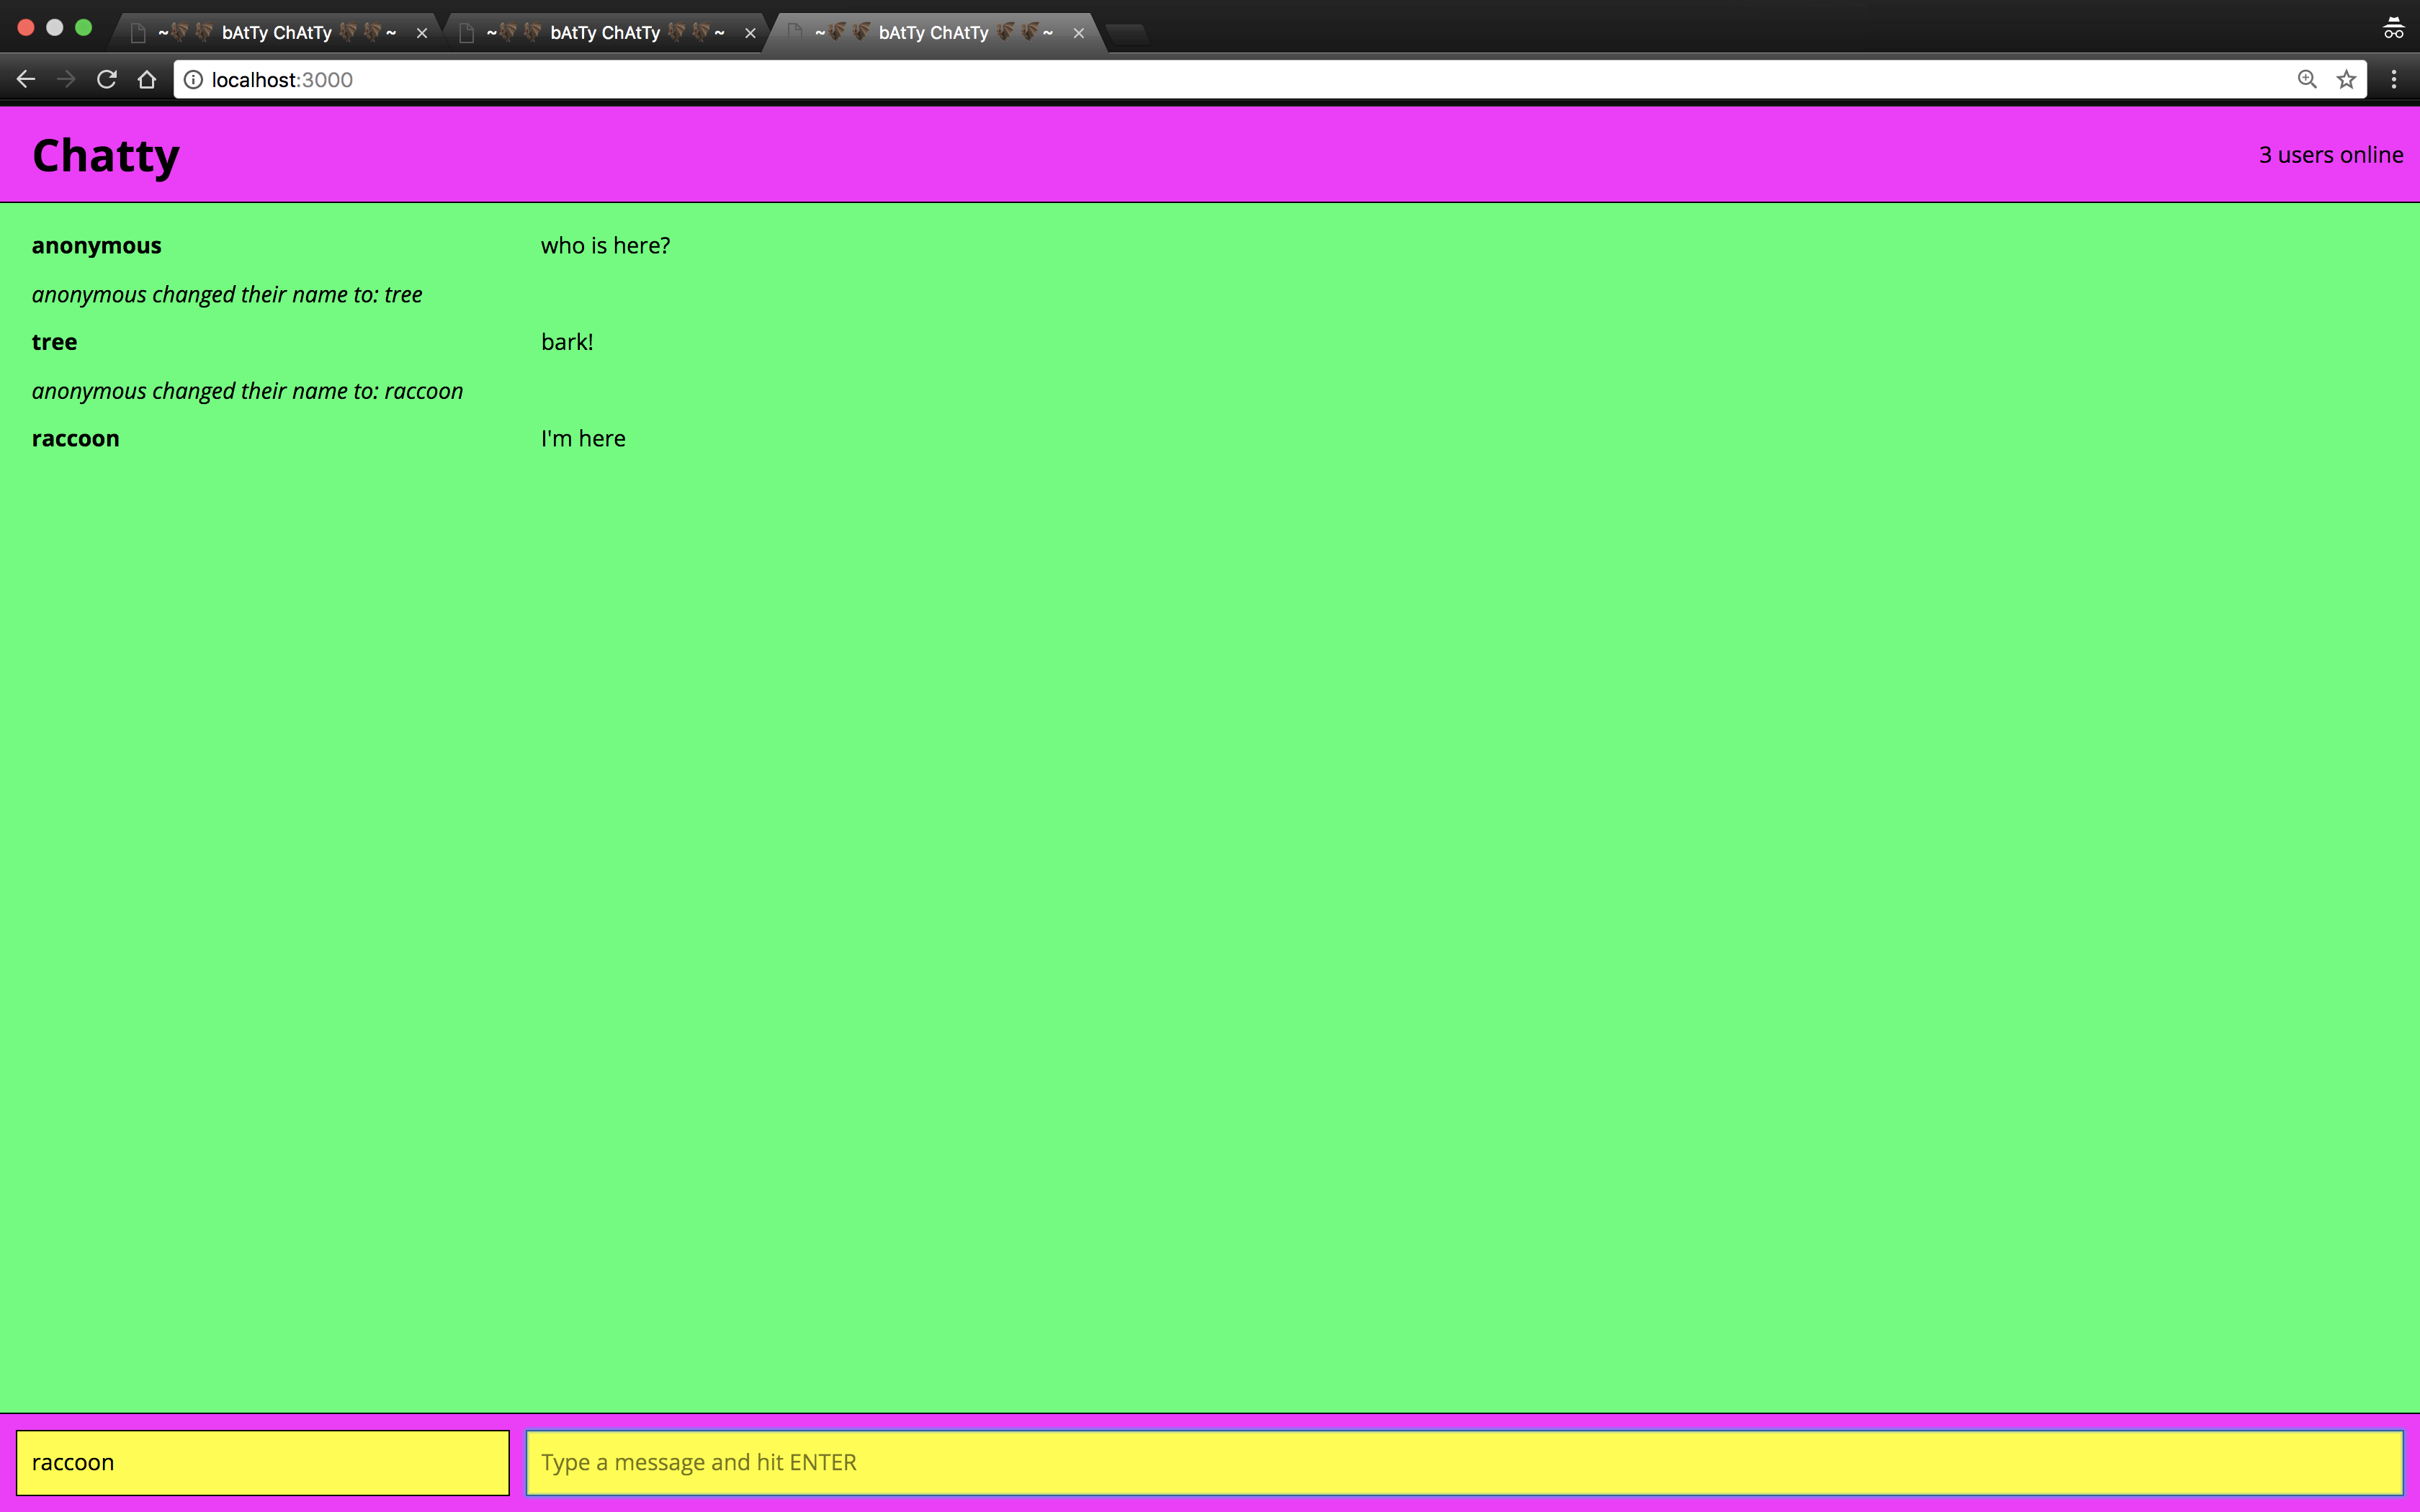 ~🦇 🦇 bAtTy ChAtTy 🦇 🦇 ~ ~🦇 🦇 bAtTy ChAtTy 🦇 🦇 ~ ~🦇 🦇 bAtTy ChAtTy 🦇 🦇 ~
localhost:3000
Chatty 3 users online
anonymous who is here?
anonymous changed their name to: tree
tree bark!
anonymous changed their name to: raccoon
raccoon I'm here
raccoon Type a message and hit ENTER